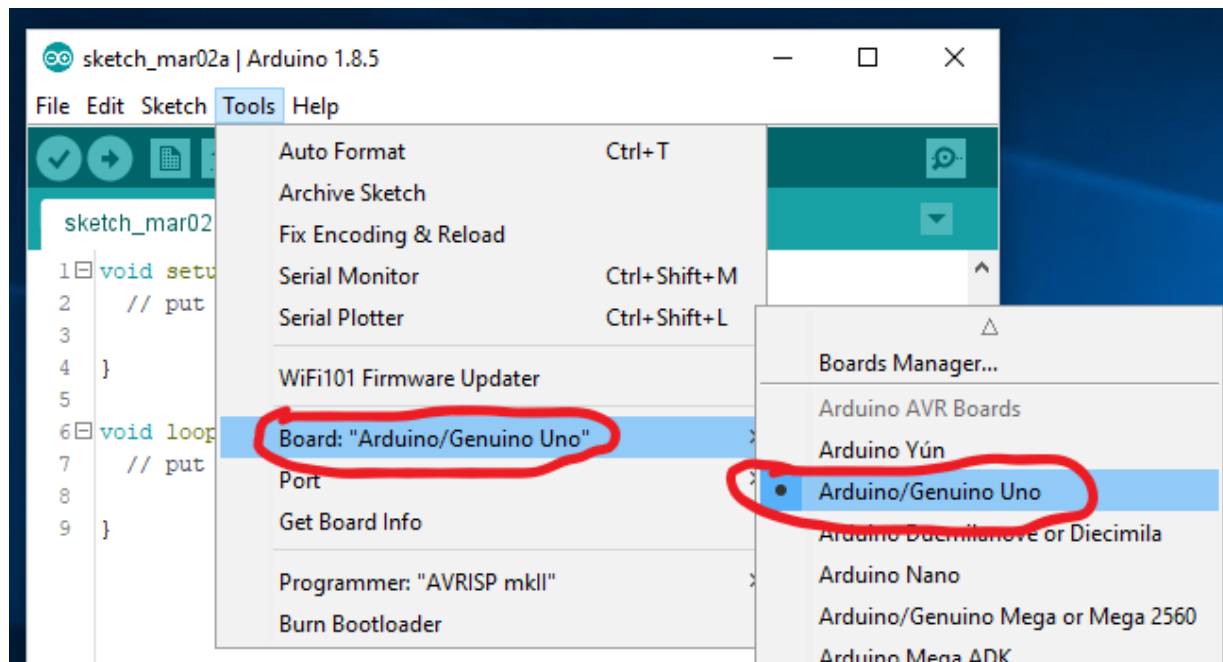 sketch_mar02a | Arduino 1.8.5
File Edit Sketch Tools Help
Auto Format Ctrl+T
Archive Sketch
Fix Encoding & Reload
Serial Monitor Ctrl+Shift+M
Serial Plotter Ctrl+Shift+L
WiFi101 Firmware Updater
Board: "Arduino/Genuino Uno"
Port
Get Board Info
Programmer: "AVRISP mkII"
Burn Bootloader
sketch_mar02
1 void setu
2 // put
3
4 }
5
6 void loop
7 // put
8
9 }
Boards Manager...
Arduino AVR Boards
Arduino Yún
Arduino/Genuino Uno
Arduino Duemilanove or Diecimila
Arduino Nano
Arduino/Genuino Mega or Mega 2560
Arduino Mega ADK